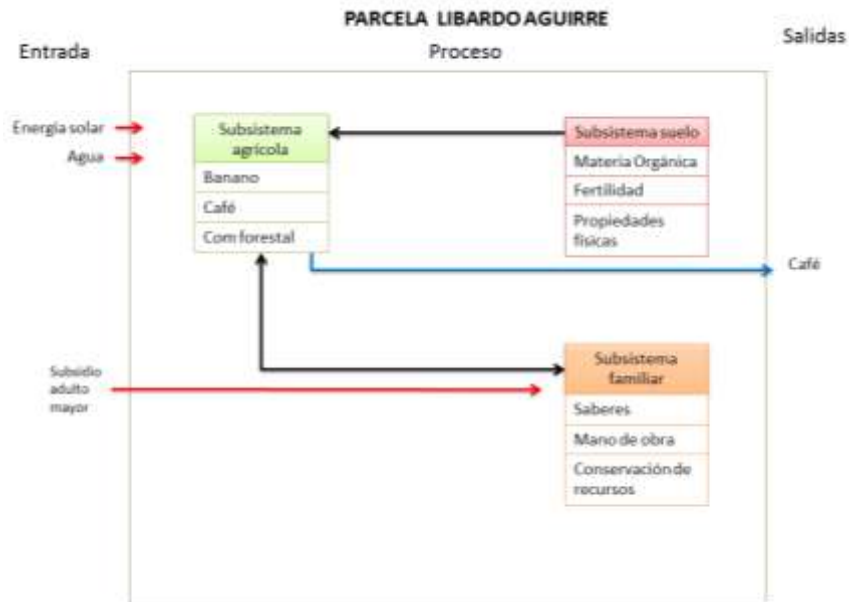 PARCELA LIBARDO AGUIRRE
Entrada
Proceso
Salidas
Energía solar
Agua
Subsistema
agrícola
Banano
Café
Com forestal
Subsistema suelo
Materia Orgánica
Fertilidad
Propiedades
físicas
Café
Subsidio
adulto
mayor
Subsistema
familiar
Saberes
Mano de obra
Conservación de
recursos